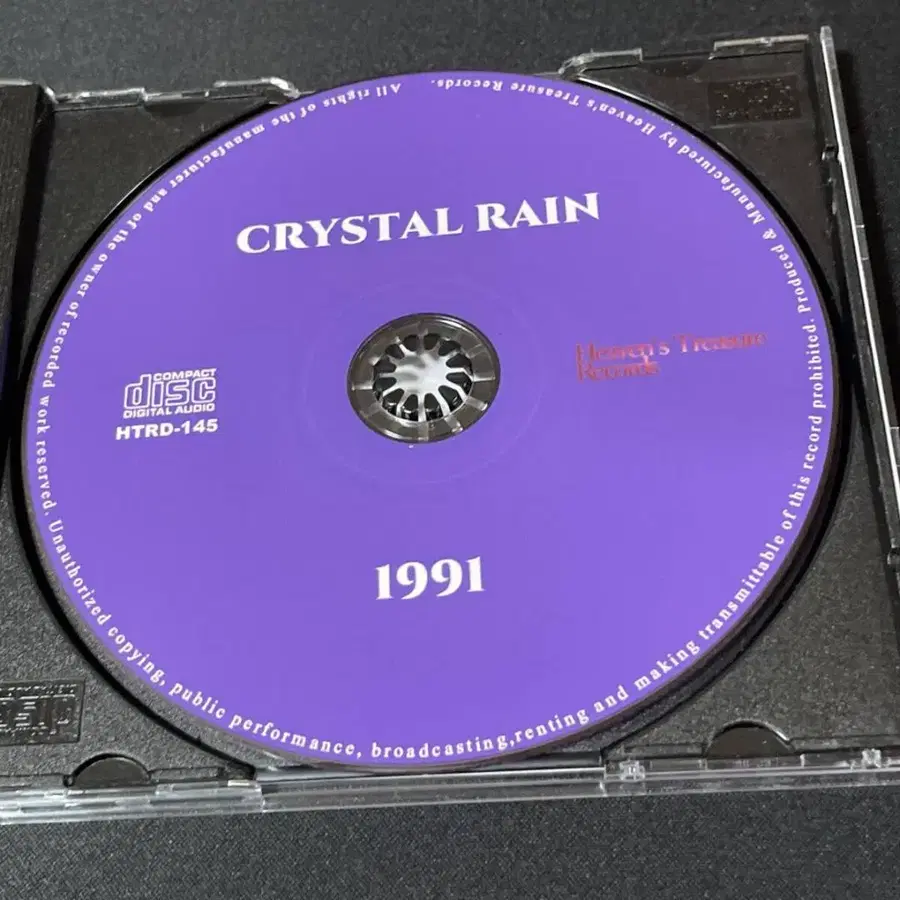 CRYSTAL RAIN
COMPACT
disc
DIGITAL AUDIO
HTRD-145
Heaven's Treasure
Records
1991
All rights of the manufacturer and of the owner of recorded work reserved. Unauthorized copying, public performance, broadcasting,renting and making transmittable of this record prohibited. Produced & Manufactured by Heaven's Treasure Records.